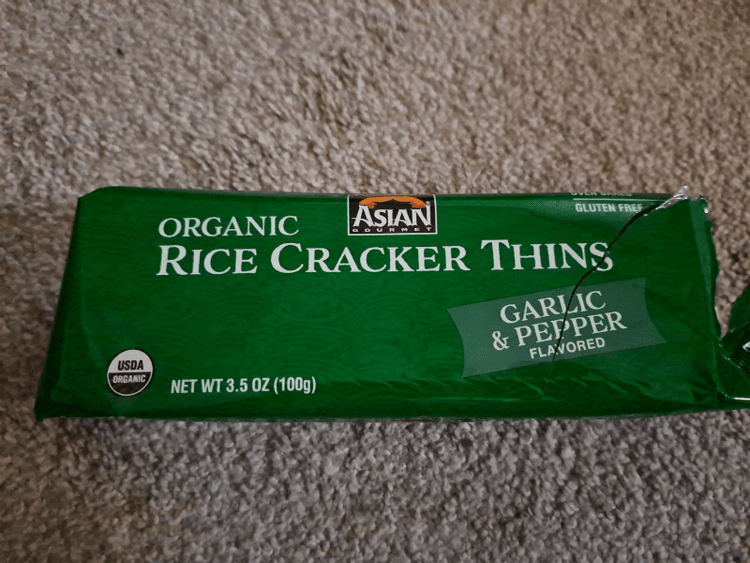 ASIAN
GOURMET
GLUTEN FREE
ORGANIC
RICE CRACKER THINS
GARLIC
& PEPPER
FLAVORED
USDA
ORGANIC
NET WT 3.5 OZ (100g)